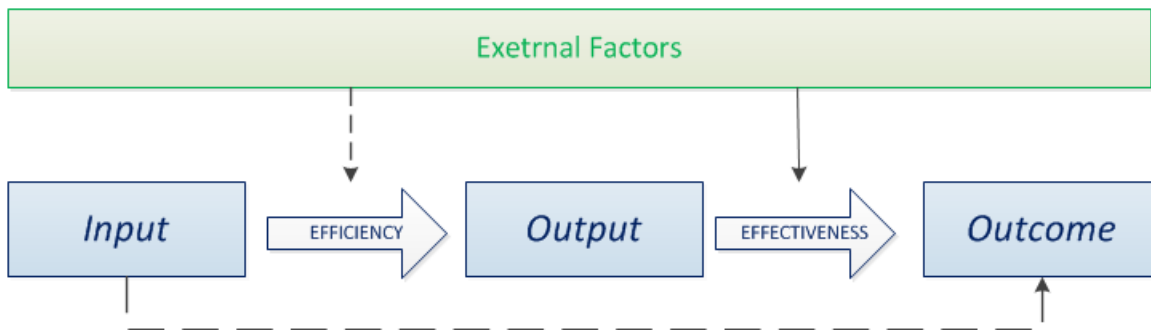 Exetrnal Factors
Input
EFFICIENCY
Output
EFFECTIVENESS
Outcome